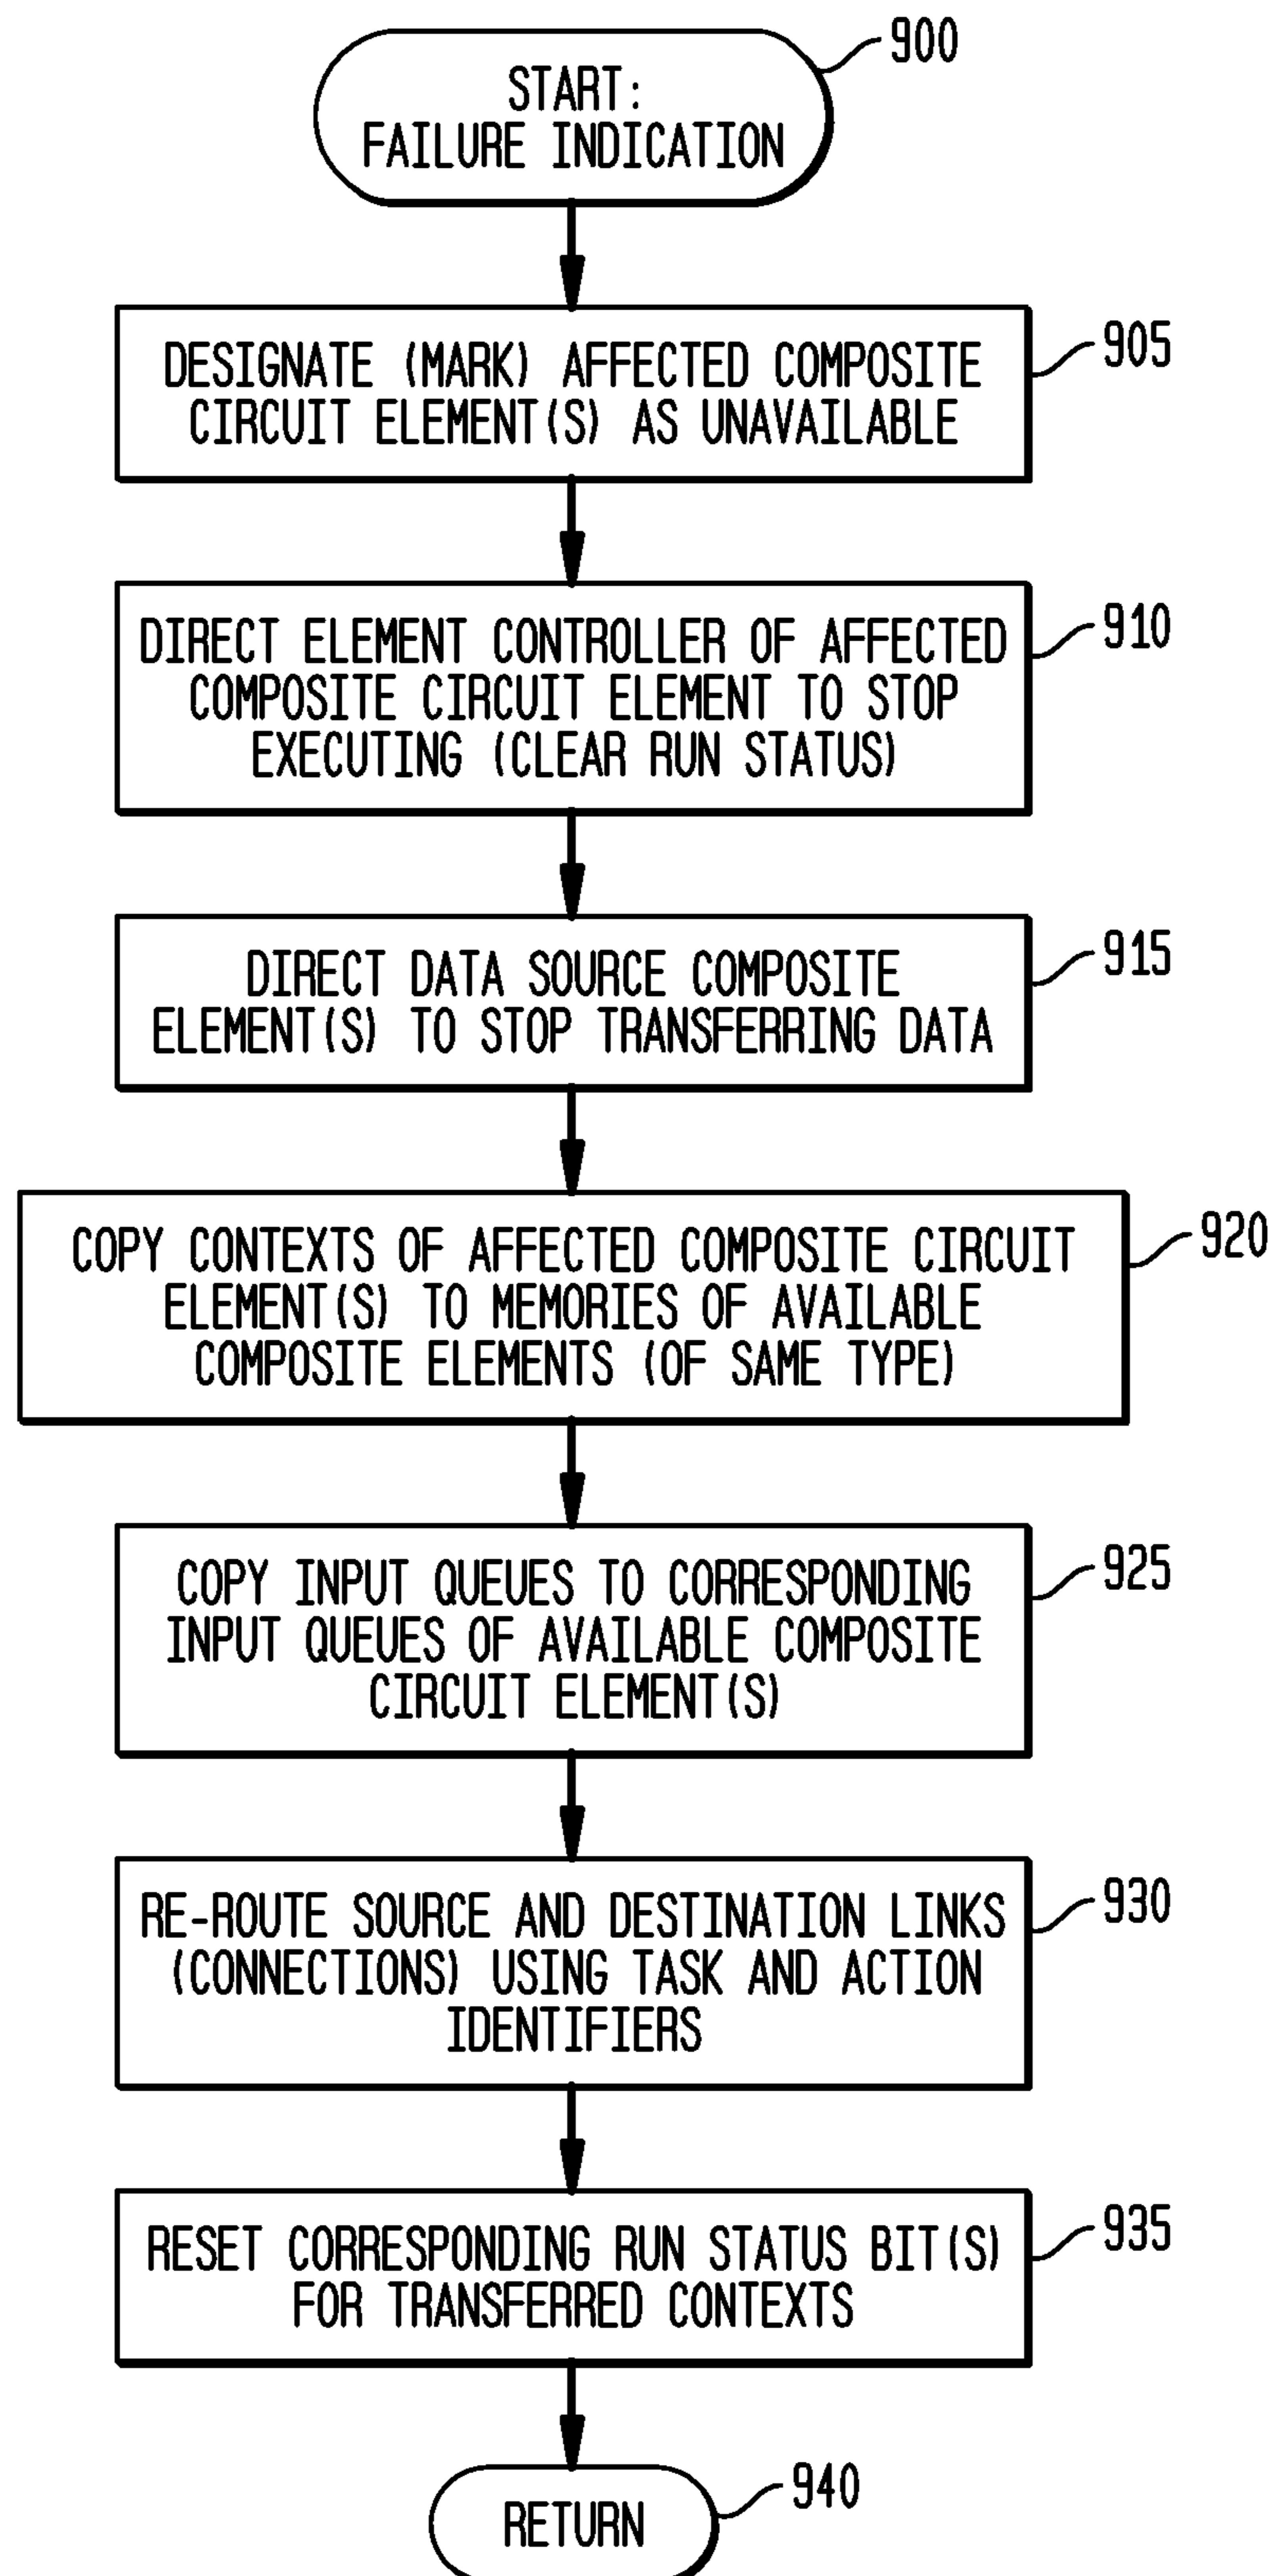 900
START:
FAILURE INDICATION
905
DESIGNATE (MARK) AFFECTED COMPOSITE
CIRCUIT ELEMENT(S) AS UNAVAILABLE
910
DIRECT ELEMENT CONTROLLER OF AFFECTED
COMPOSITE CIRCUIT ELEMENT TO STOP
EXECUTING (CLEAR RUN STATUS)
915
DIRECT DATA SOURCE COMPOSITE
ELEMENT(S) TO STOP TRANSFERRING DATA
920
COPY CONTEXTS OF AFFECTED COMPOSITE CIRCUIT
ELEMENT(S) TO MEMORIES OF AVAILABLE
COMPOSITE ELEMENTS (OF SAME TYPE)
925
COPY INPUT QUEUES TO CORRESPONDING
INPUT QUEUES OF AVAILABLE COMPOSITE
CIRCUIT ELEMENT(S)
930
RE-ROUTE SOURCE AND DESTINATION LINKS
(CONNECTIONS) USING TASK AND ACTION
IDENTIFIERS
935
RESET CORRESPONDING RUN STATUS BIT(S)
FOR TRANSFERRED CONTEXTS
940
RETURN